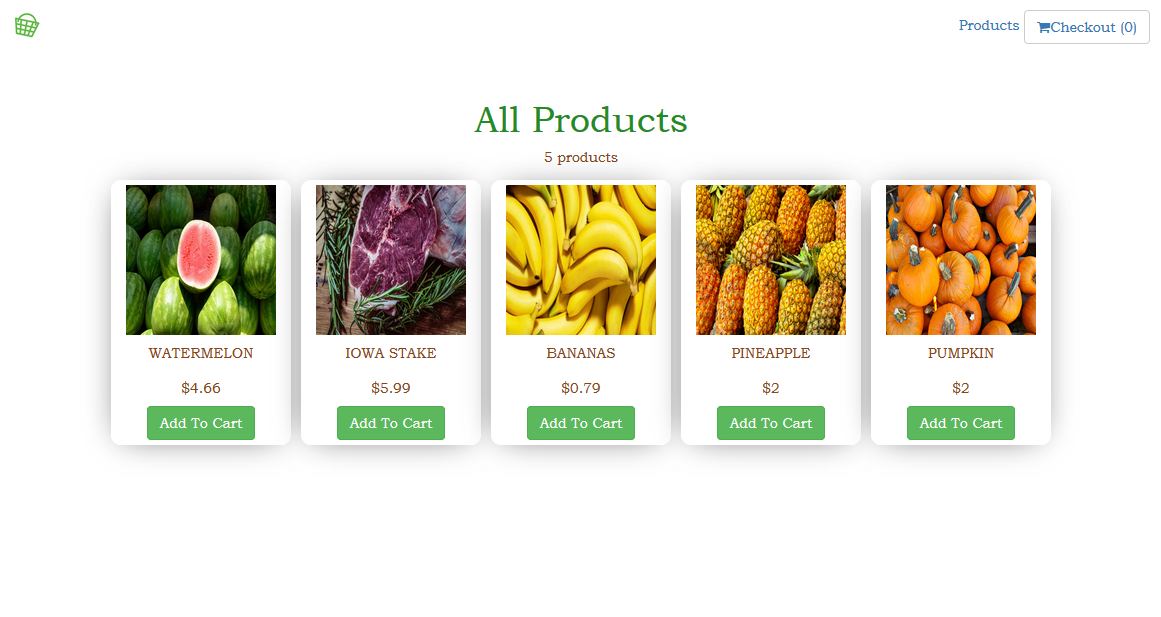 Products Checkout (0)
All Products
5 products
WATERMELON
$4.66
Add To Cart
IOWA STAKE
$5.99
Add To Cart
BANANAS
$0.79
Add To Cart
PINEAPPLE
$2
Add To Cart
PUMPKIN
$2
Add To Cart